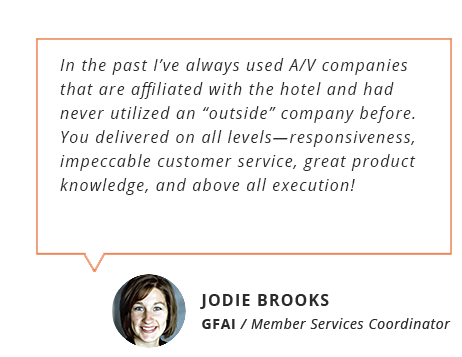 In the past I’ve always used A/V companies
that are affiliated with the hotel and had
never utilized an “outside” company before.
You delivered on all levels—responsiveness,
impeccable customer service, great product
knowledge, and above all execution!
JODIE BROOKS
GFAI / Member Services Coordinator